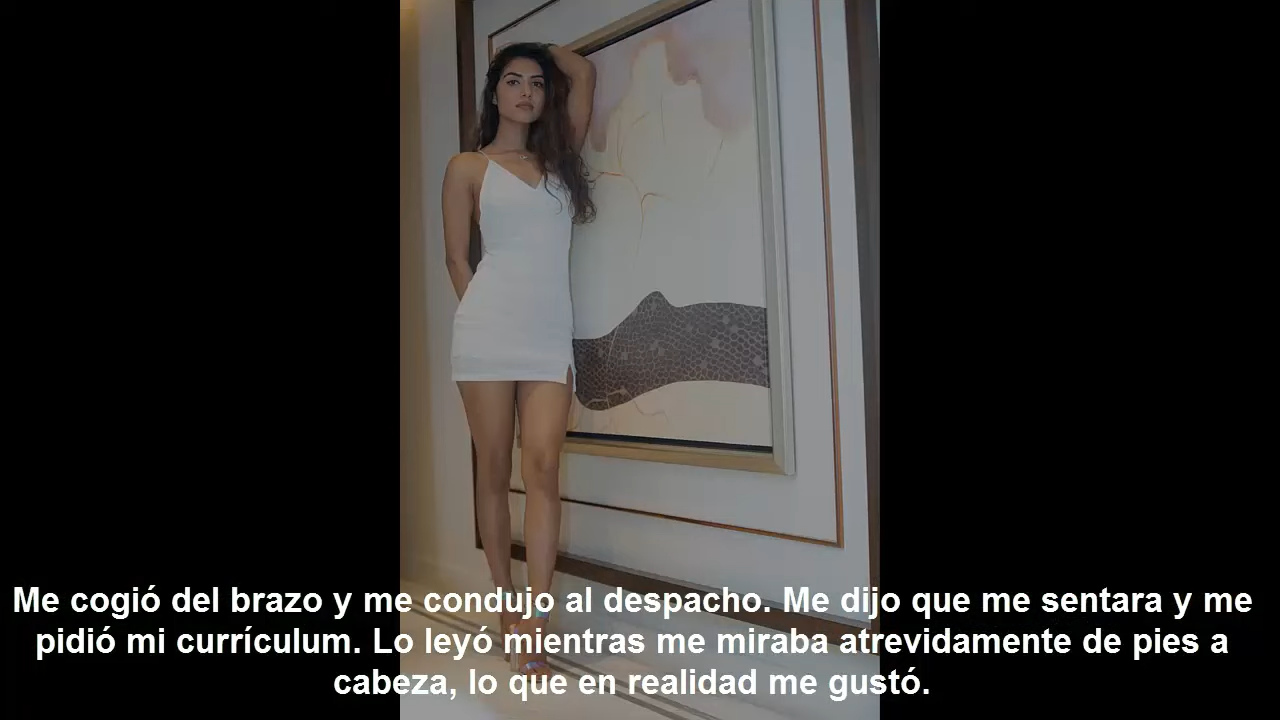 Me cogió del brazo y me condujo al despacho. Me dijo que me sentara y me
pidió mi currículum. Lo leyó mientras me miraba atrevidamente de pies a
cabeza, lo que en realidad me gustó.